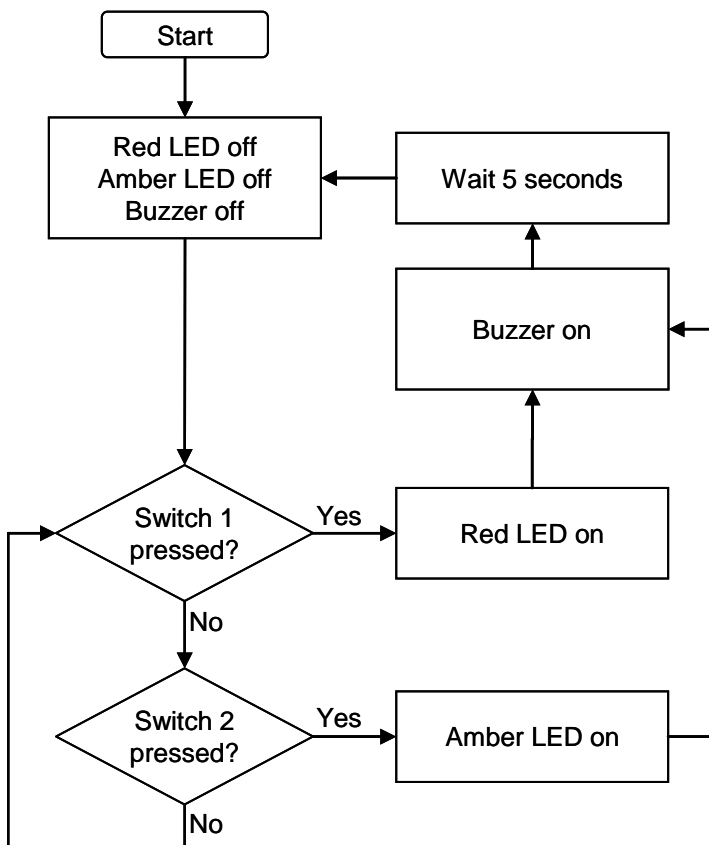 Start
Red LED off
Amber LED off
Buzzer off
Wait 5 seconds
Buzzer on
Switch 1
pressed?
Yes
Red LED on
No
Switch 2
pressed?
Yes
Amber LED on
No